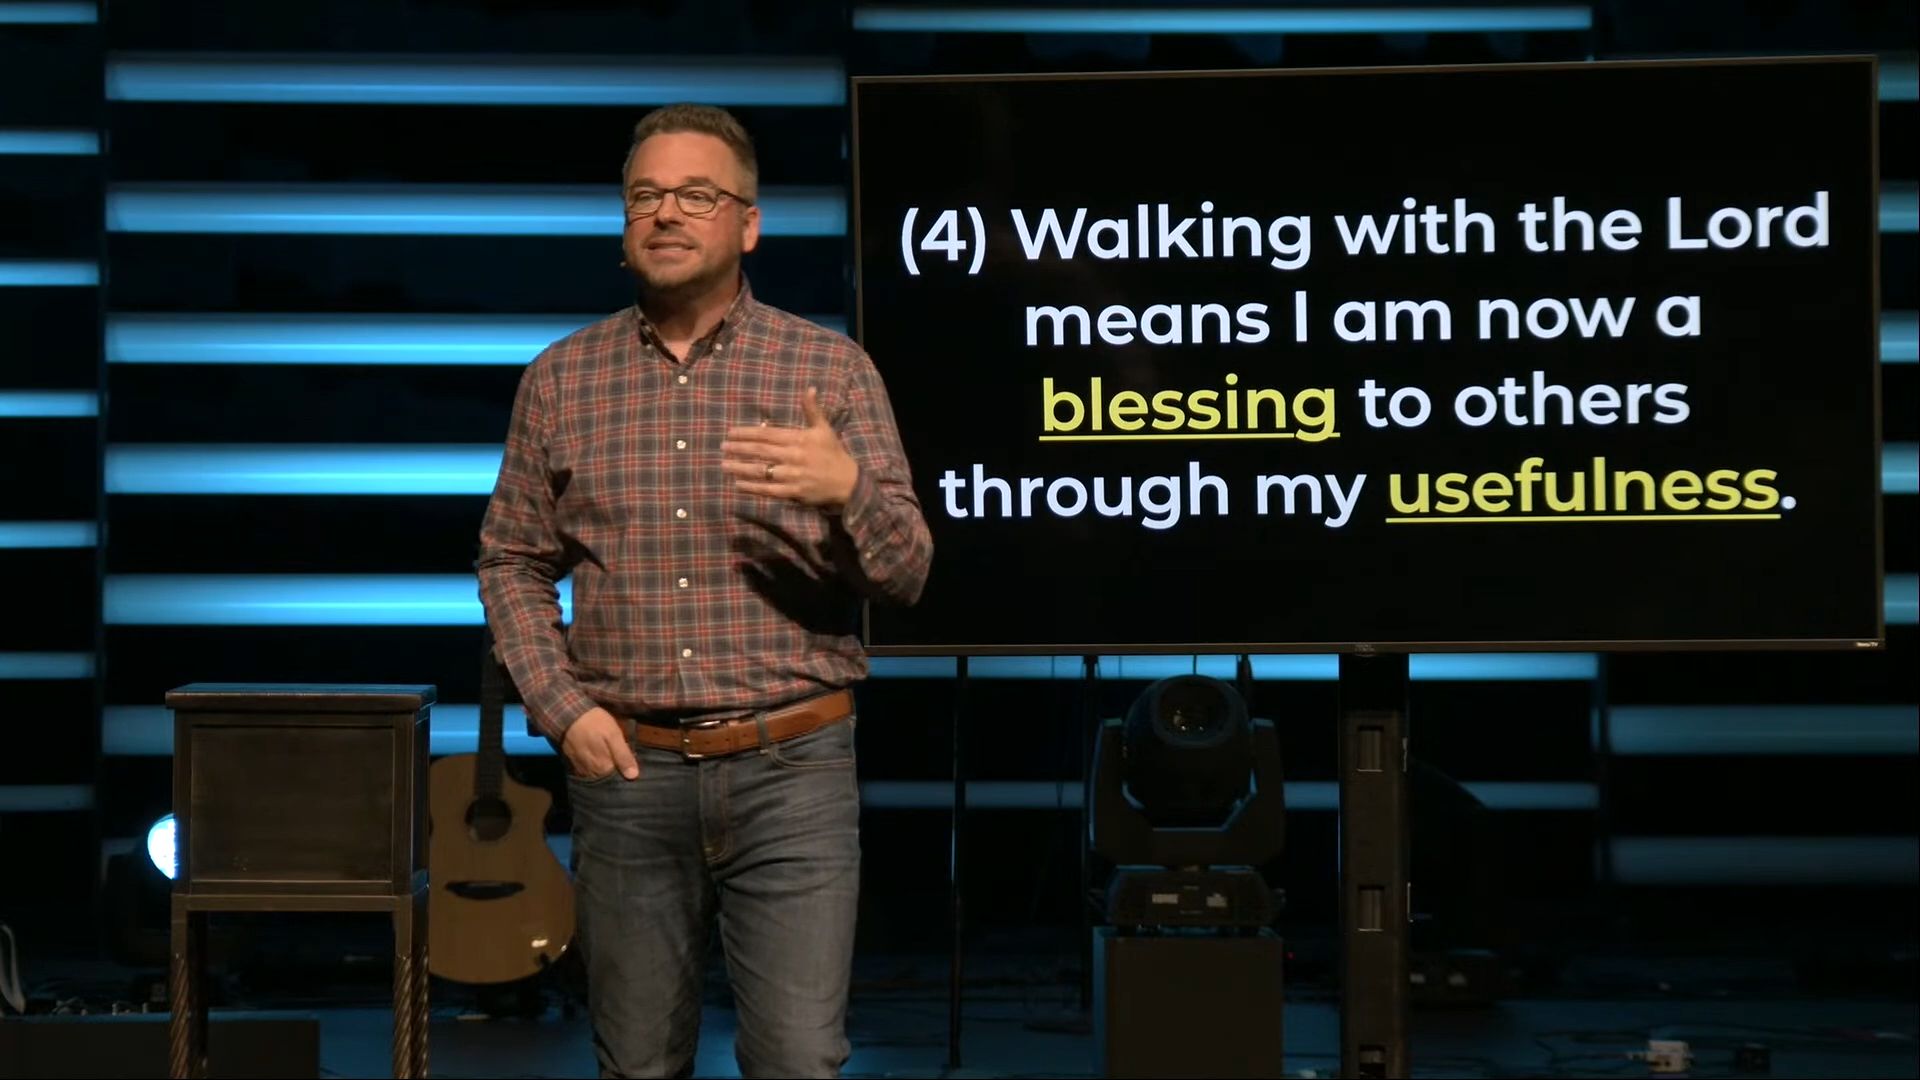 (4) Walking with the Lord
means I am now a
blessing to others
through my usefulness.